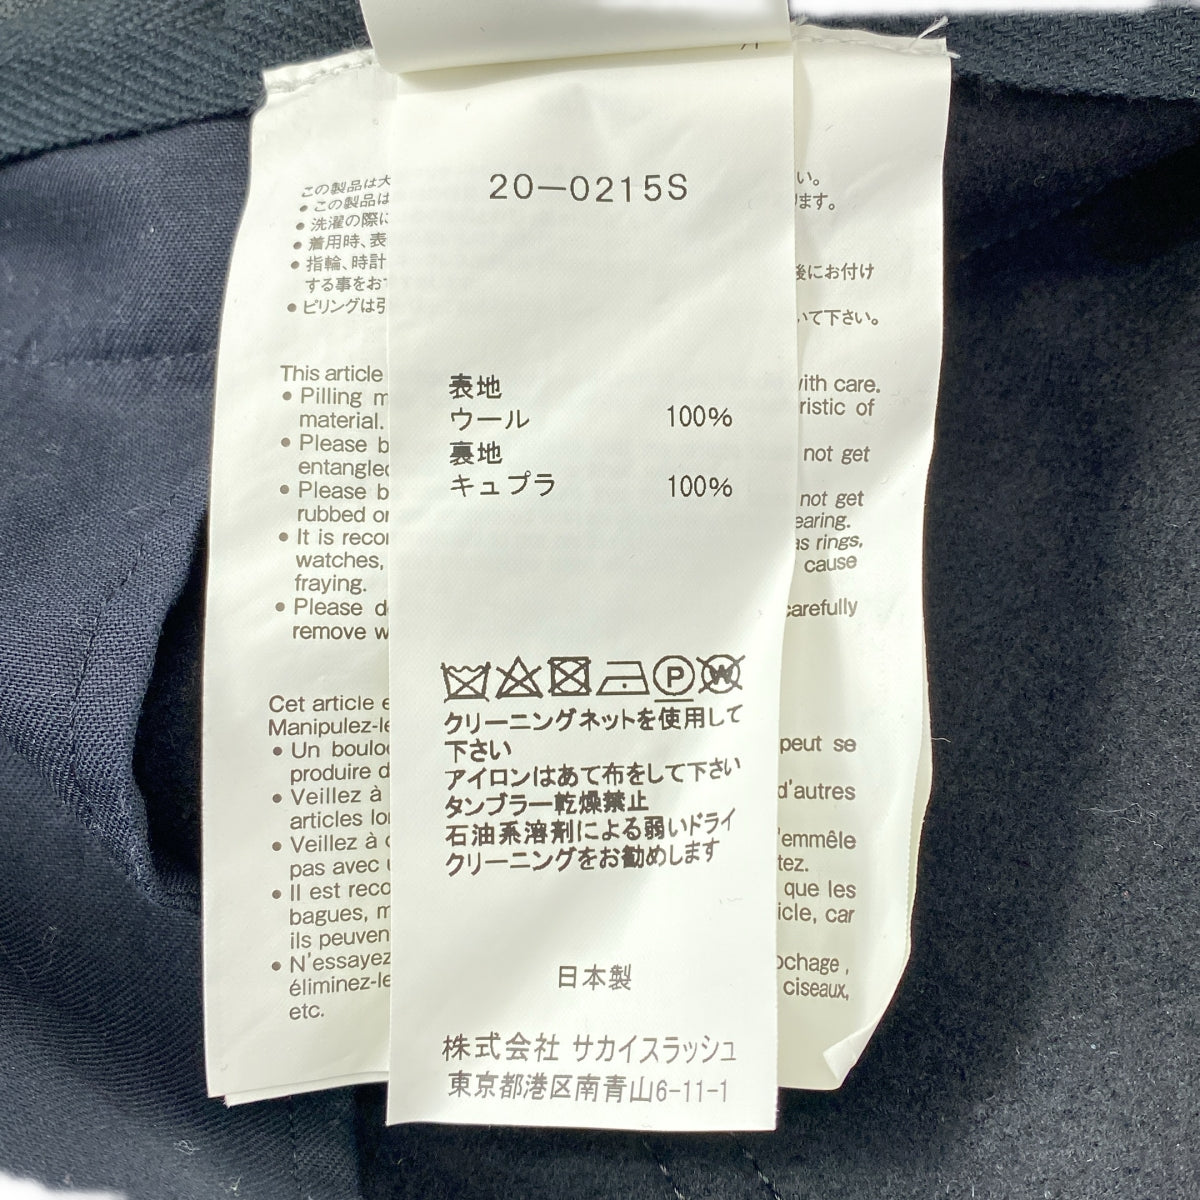 20-0215S
表地
ウール 100%
裏地
キュプラ 100%
P W
クリーニングネットを使用して
下さい
アイロンはあて布をして下さい
タンブラー乾燥禁止
石油系溶剤による弱いドライ
クリーニングをお勧めします
日本製
株式会社 サカイスラッシュ
東京都港区南青山6-11-1
この製品は大
い。
• この製品は
ります。
• 洗濯の際に
• 着用時、表
• 指輪、時計
後にお付け
する事をお
• ピリングは引
いて下さい。
This article
with care.
• Pilling
ristic of
material.
• Please
not get
entangled
• Please
not get
rubbed
earing.
• It is
as rings,
watches,
cause
fraying.
• Please
carefully
remove
Cet article
Manipulez-le
• Un
peut se
produire
• Veillez à
d'autres
articles
• Veillez à
'emmêle
pas avec
tez.
• Il est
que les
bagues,
icle, car
ils
• N'essayez
ochage,
éliminez-le
ciseaux,
etc.